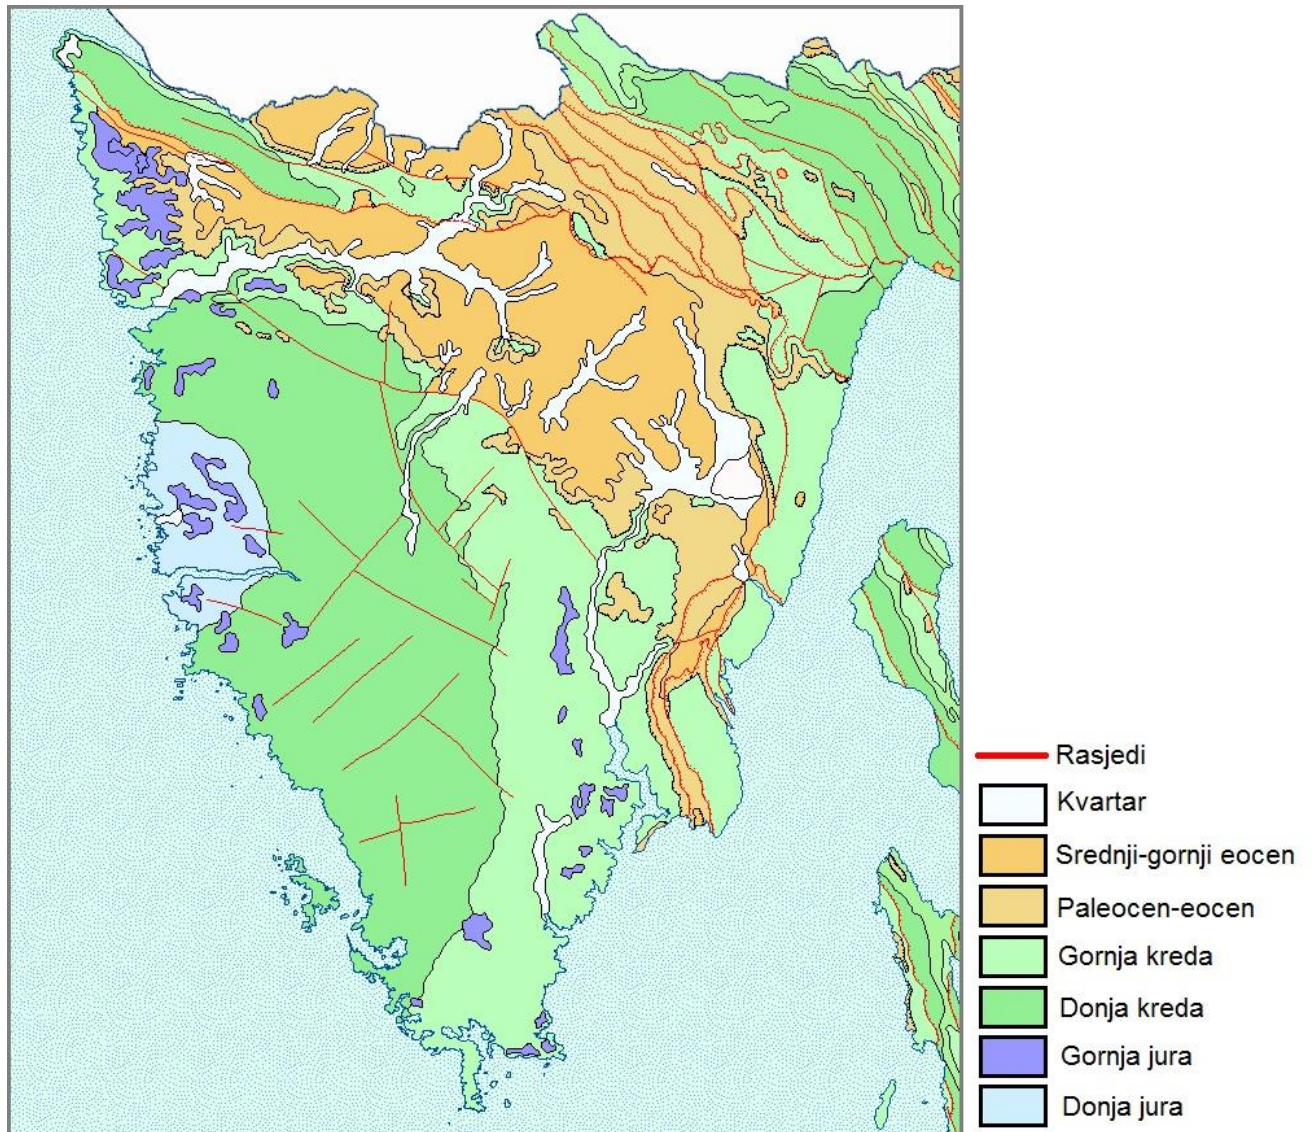 Rasjedi
Kvartar
Srednji-gornji eocen
Paleocen-eocen
Gornja kreda
Donja kreda
Gornja jura
Donja jura